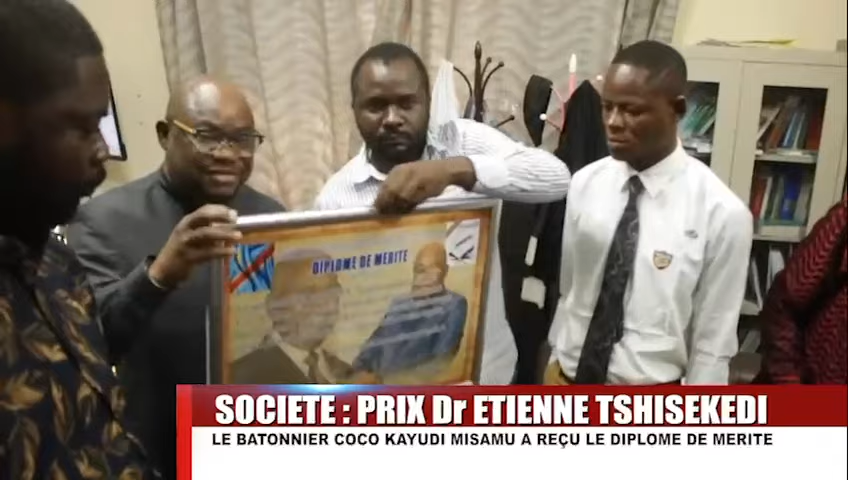 DIPLOME DE MERITE
SOCIETE : PRIX Dr ETIENNE TSHISEKEDI
LE BATONNIER COCO KAYUDI MISAMU A REÇU LE DIPLOME DE MERITE